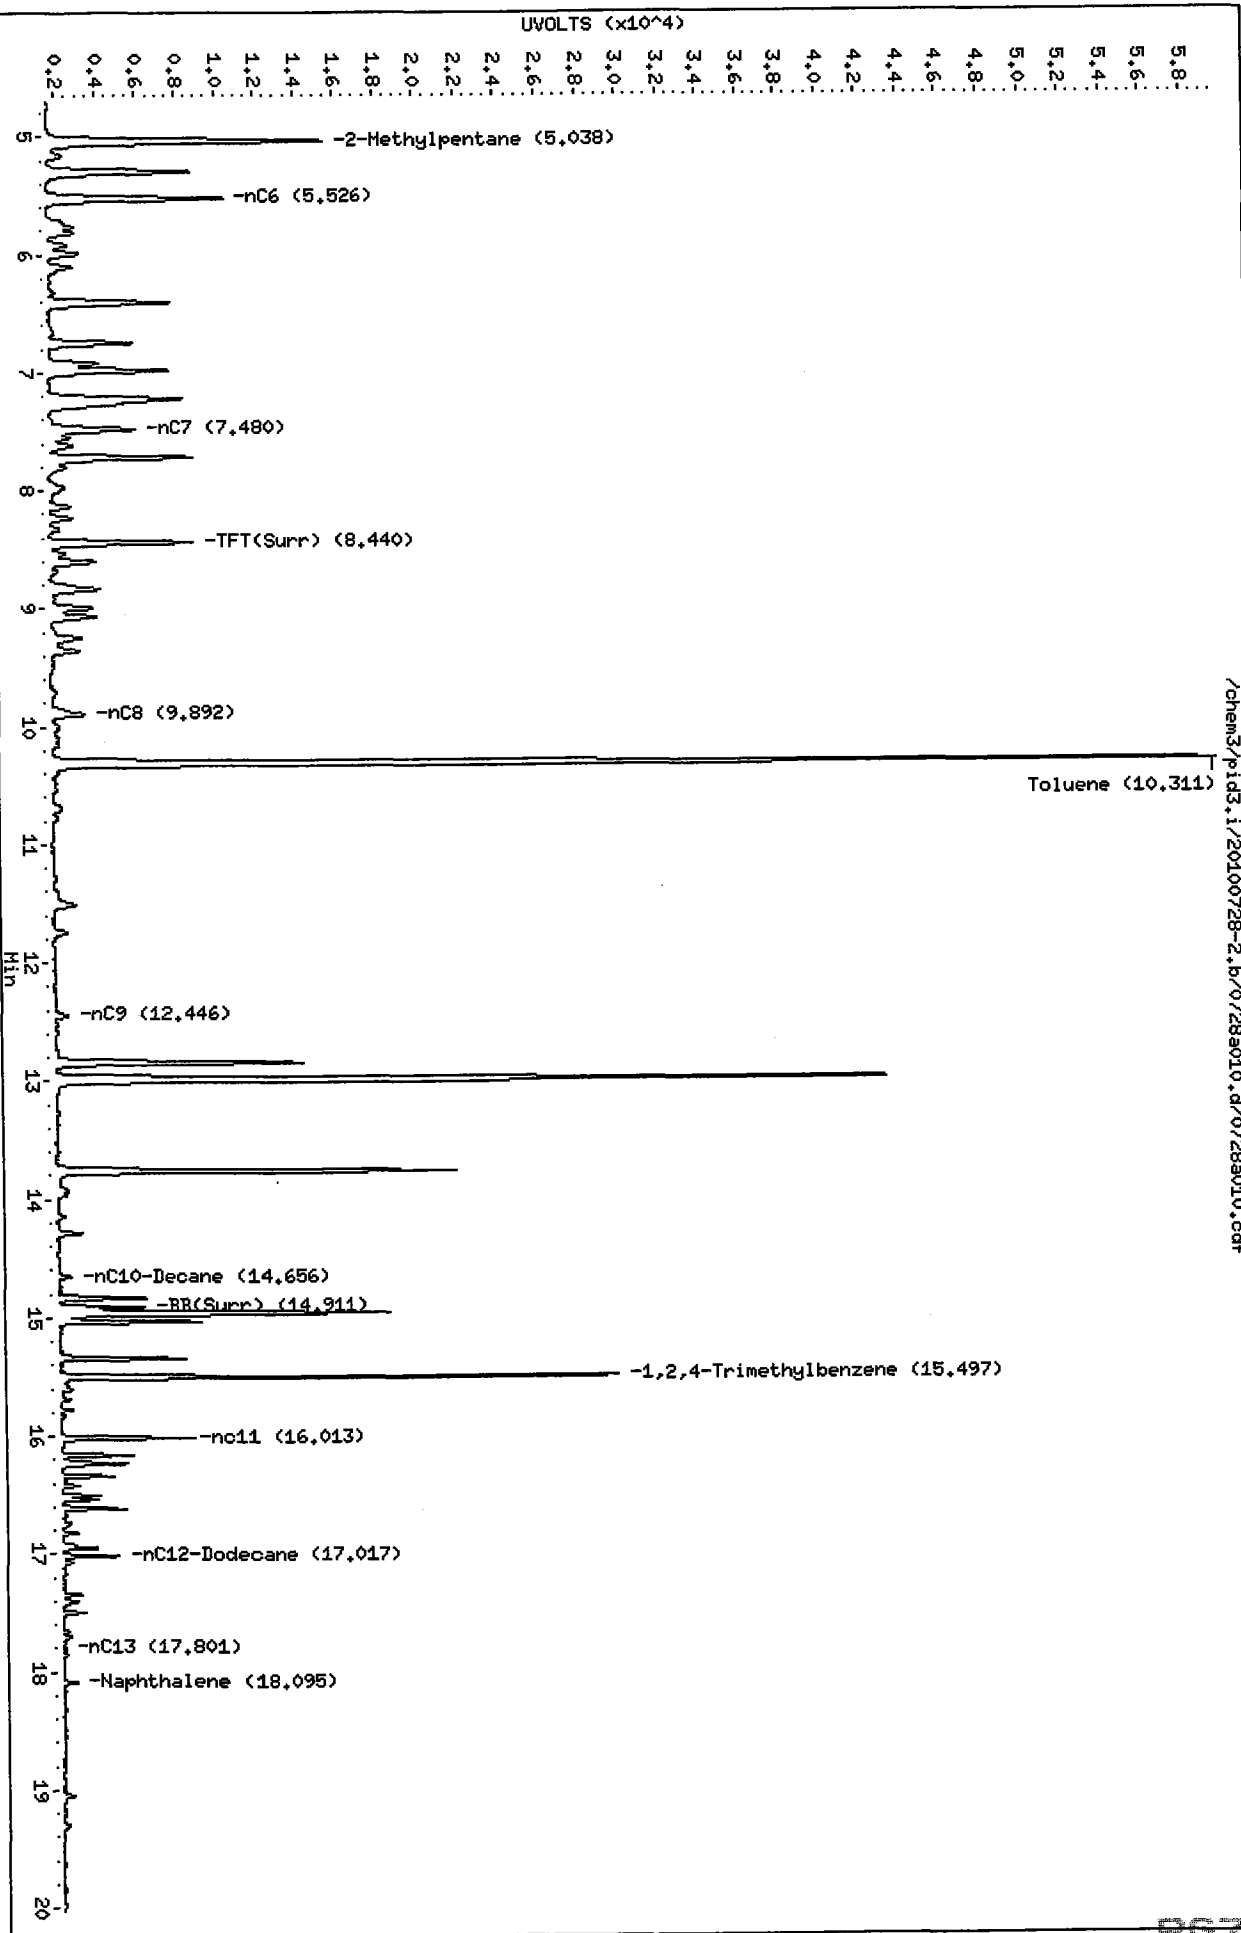 UVOLTS (x10^4)
0.2
0.4
0.6
0.8
1.0
1.2
1.4
1.6
1.8
2.0
2.2
2.4
2.6
2.8
3.0
3.2
3.4
3.6
3.8
4.0
4.2
4.4
4.6
4.8
5.0
5.2
5.4
5.6
5.8
/chem3/pid3.i/20100728-2.b/0728a010.d/0728a010.cdf
5
-2-Methylpentane (5.038)
-nC6 (5.526)
6
7
-nC7 (7.480)
8
-TFT(Surr) (8.440)
9
-nC8 (9.892)
10
Toluene (10.311)
11
12
Min
-nC9 (12.446)
13
14
-nC10-Decane (14.656)
-BB(Surr) (14.911)
15
-1,2,4-Trimethylbenzene (15.497)
16
-nc11 (16.013)
17
-nC12-Dodecane (17.017)
-nC13 (17.801)
18
-Naphthalene (18.095)
19
20